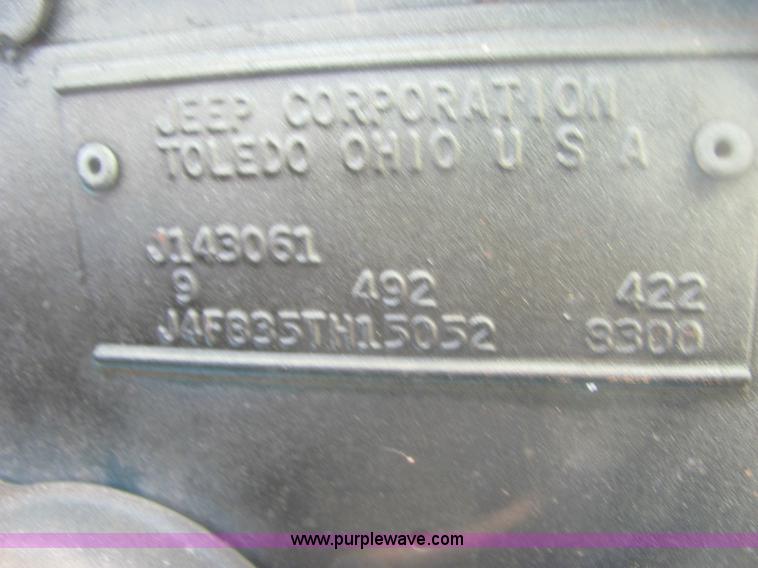 JEEP CORPORATION
TOLEDO OHIO U S A
J143061
9 492 422
J4F835TH15052 8300
www.purplewave.com